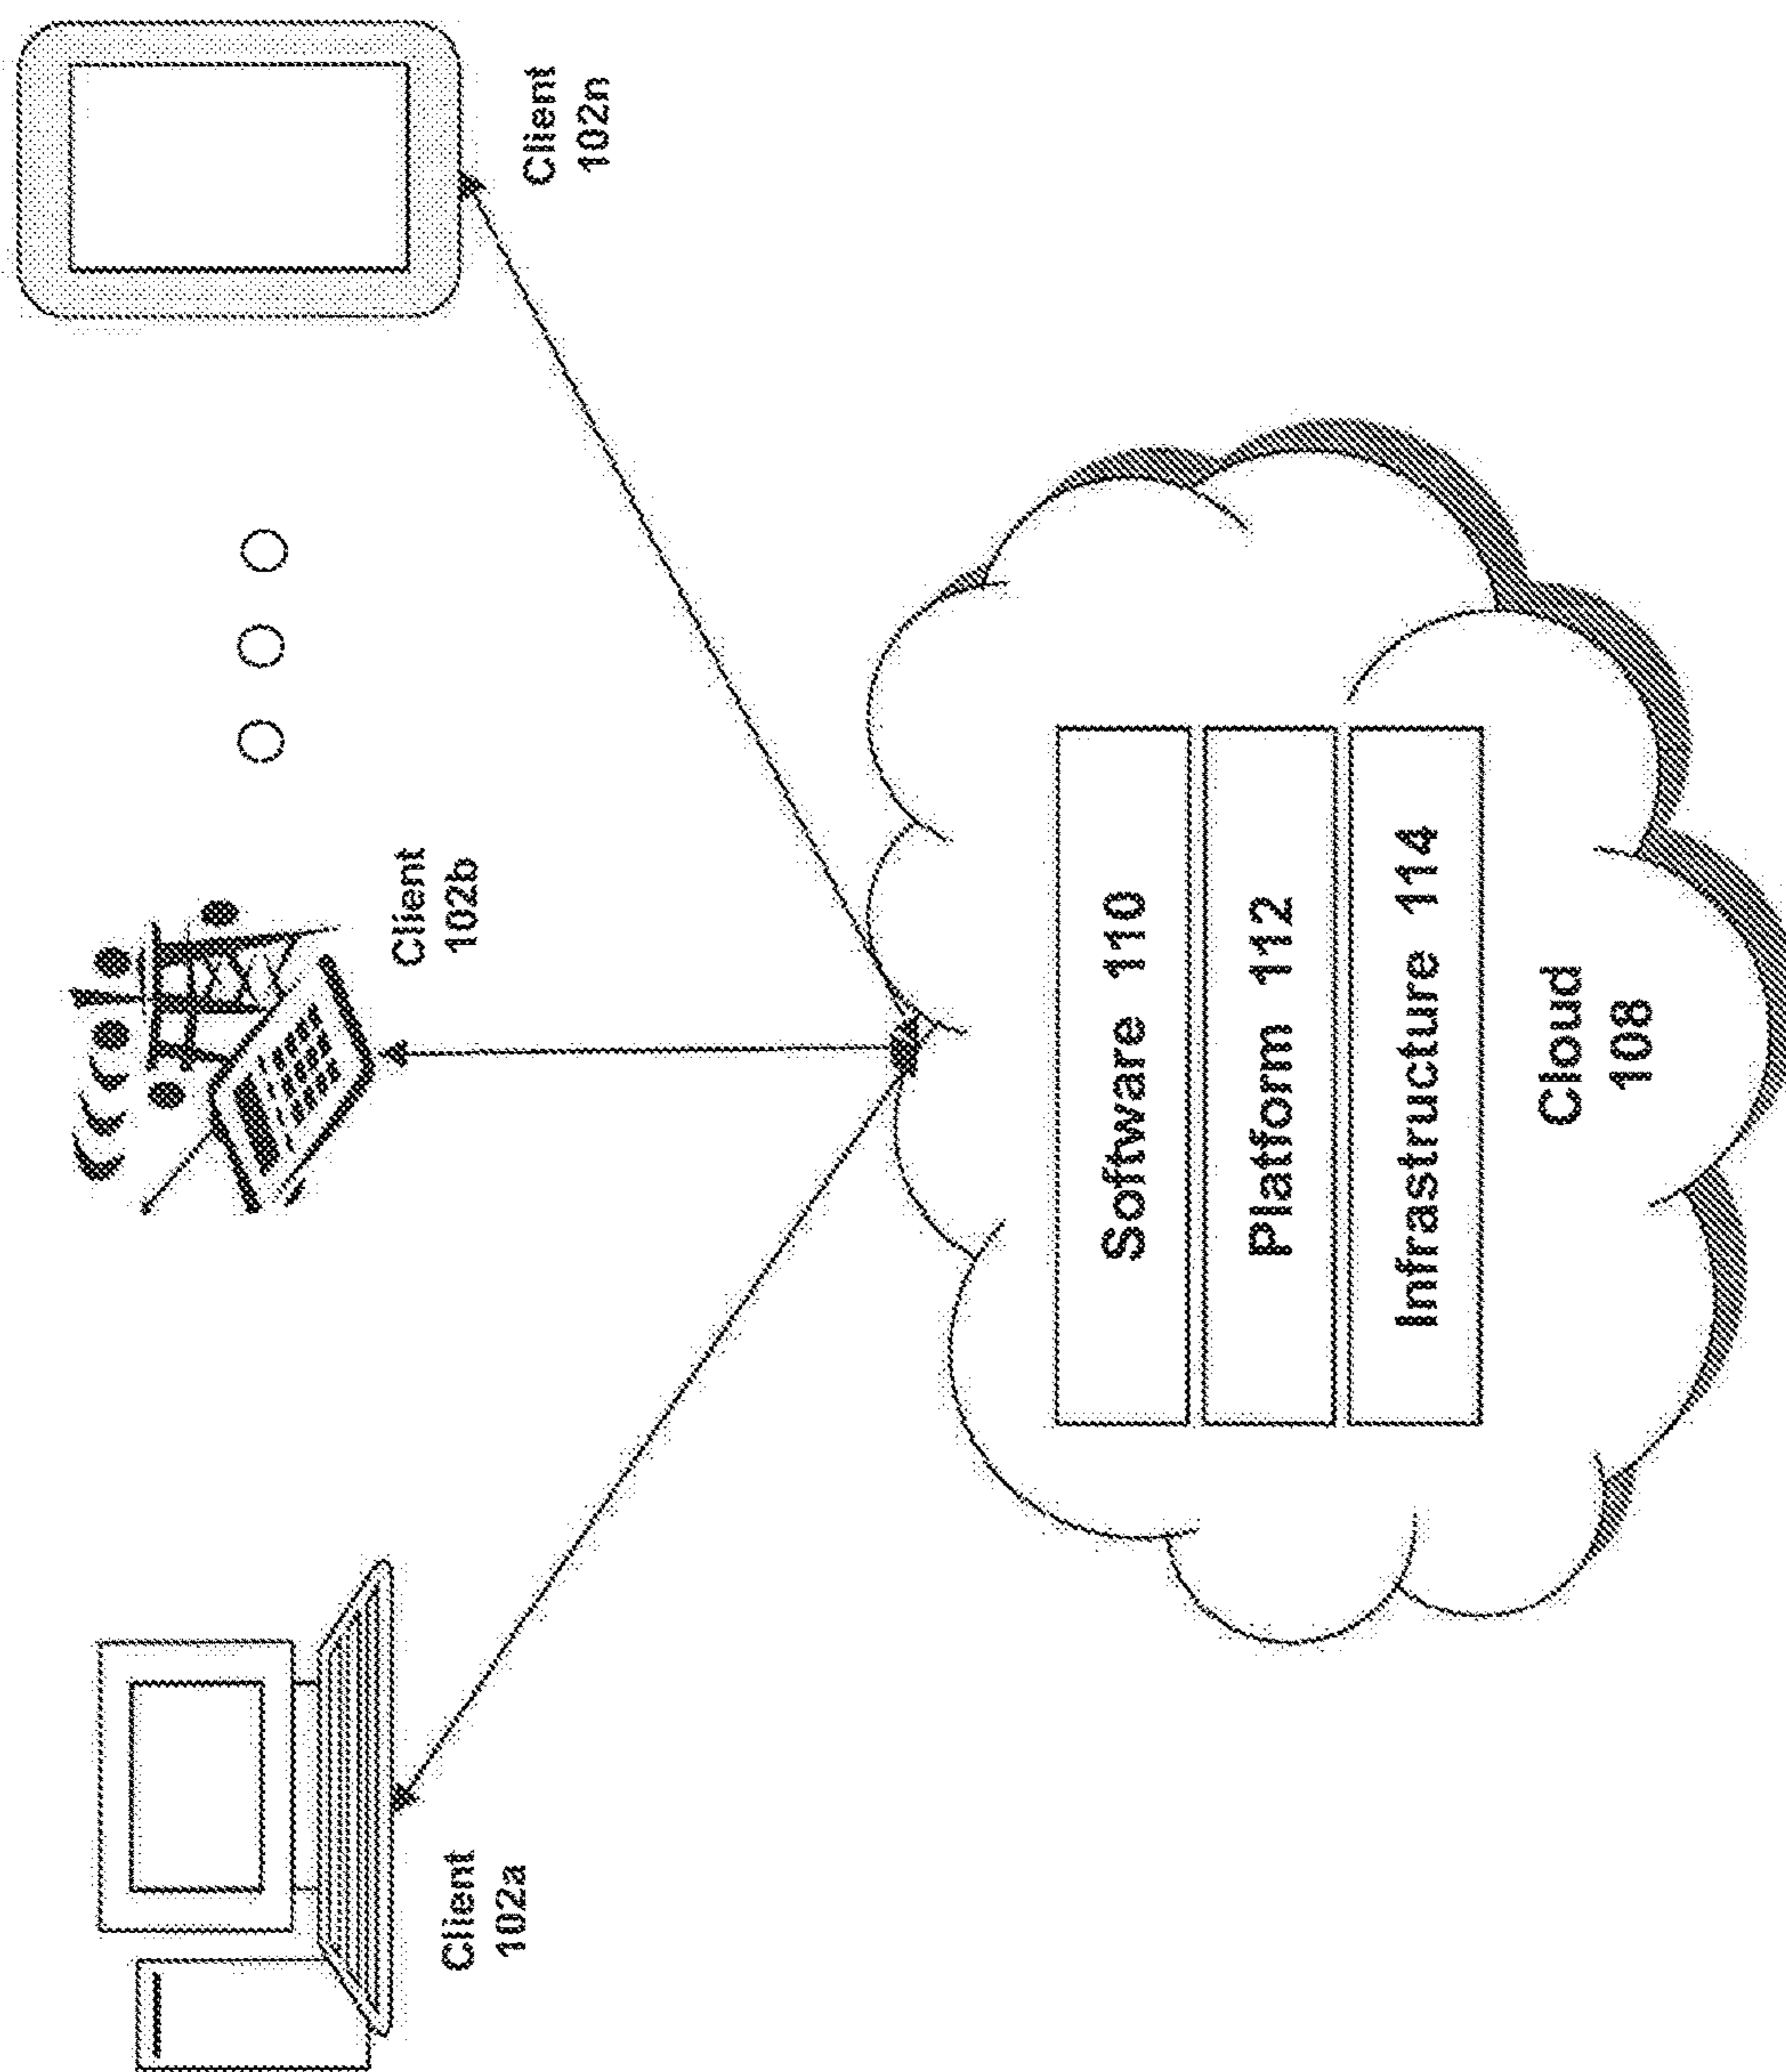 Client
102a
Client
102b
Client
102n
Software 110
Platform 112
Infrastructure 114
Cloud
108